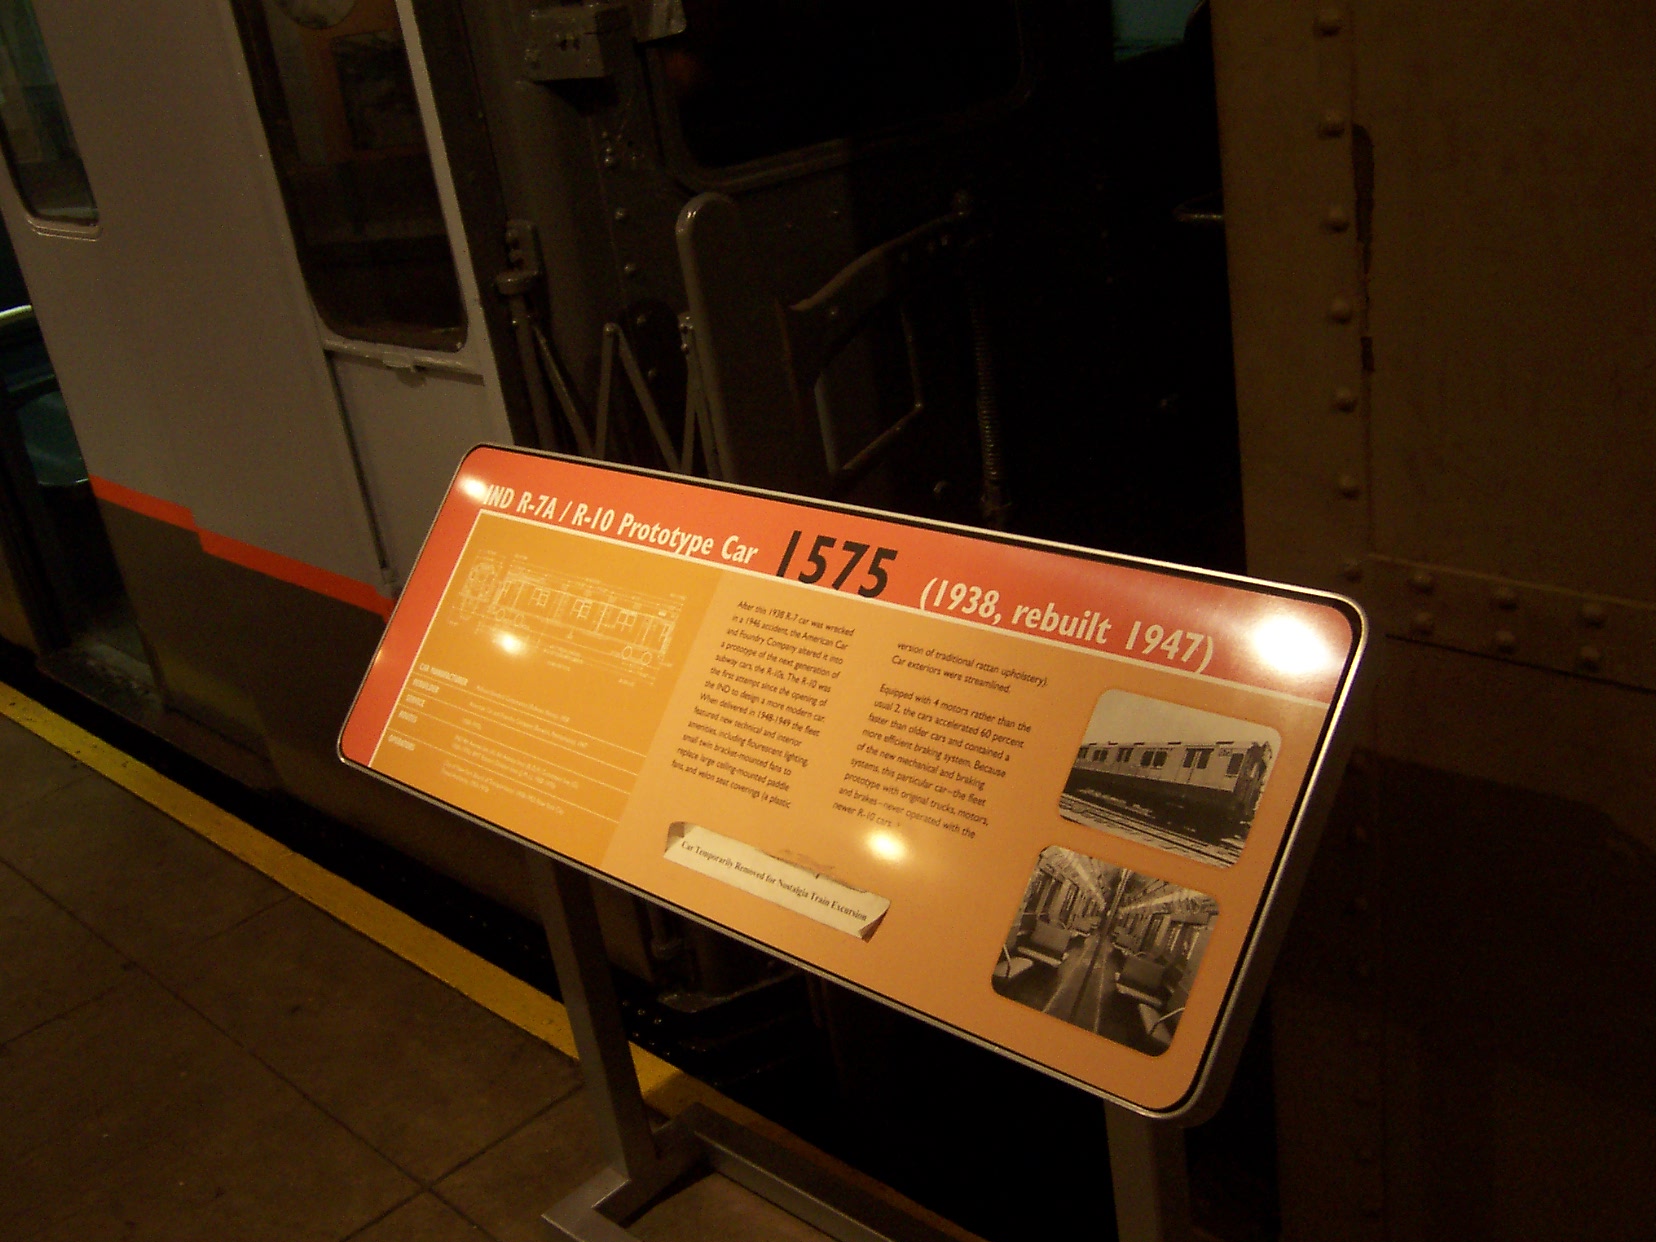 IND R-7A / R-10 Prototype Car 1575 (1938, rebuilt 1947)
CAR MANUFACTURER
REBUILDER
SERVICE
ROUTES
OPERATORS
After this 1938 R-7 car was wrecked
in a 1946 accident, the American Car
and Foundry Company altered it into
a prototype of the next generation of
subway cars, the R-10s. The R-10 was
the first attempt since the opening of
the IND to design a more modern car.
When delivered in 1948-1949 the fleet
featured new technical and interior
amenities, including flourescent lighting,
small twin bracket-mounted fans to
replace large ceiling-mounted paddle
fans, and velon seat coverings (a plastic
version of traditional rattan upholstery).
Car exteriors were streamlined.
Equipped with 4 motors rather than the
usual 2, the cars accelerated 60 percent
faster than older cars and contained a
more efficient braking system. Because
of the new mechanical and braking
systems, this particular car—the fleet
prototype with original trucks, motors,
and brakes—never operated with the
newer R-10 cars.
Car Temporarily Removed for Nostalgia Train Excursion